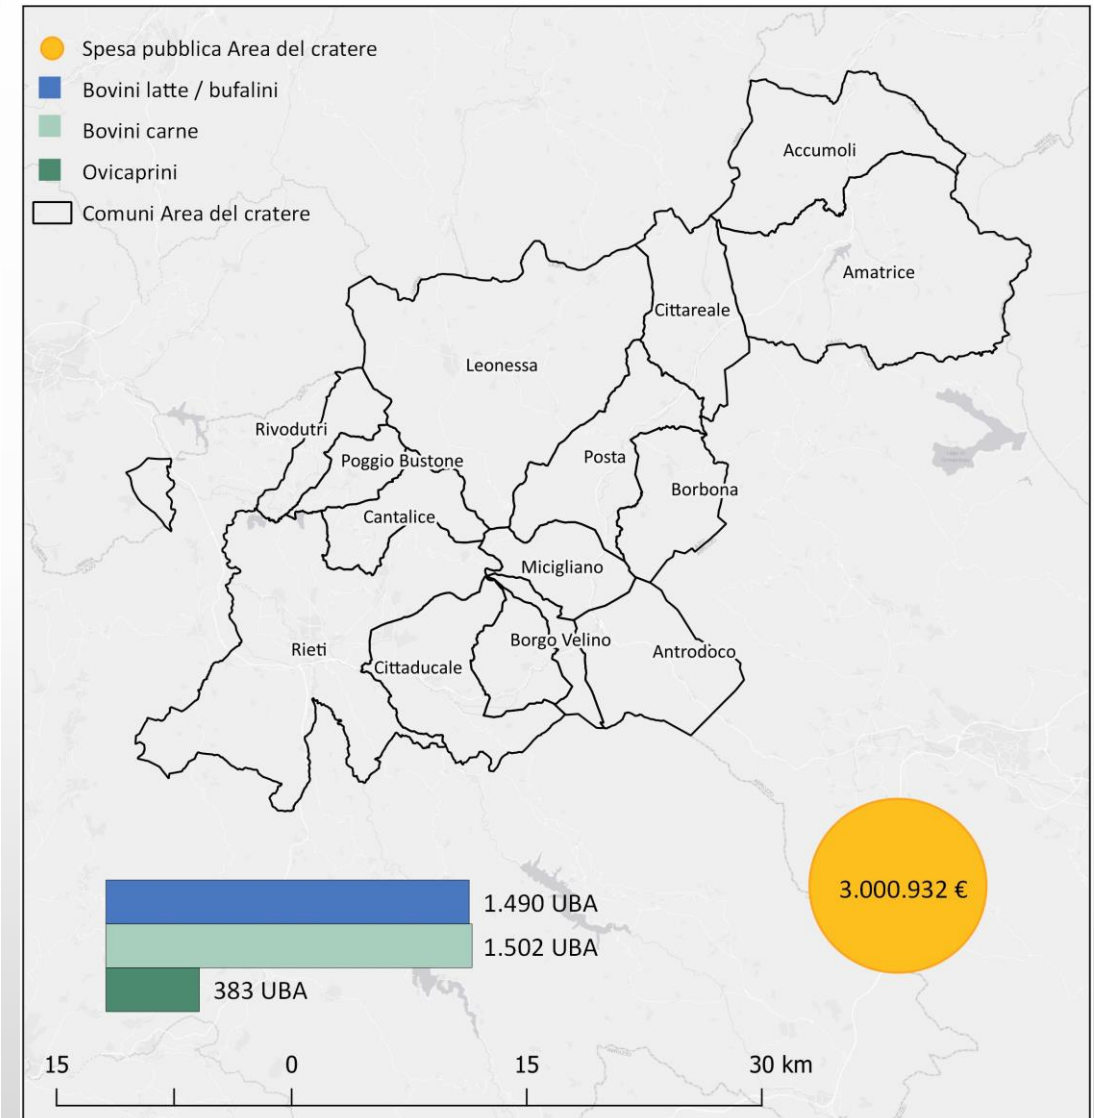 Spesa pubblica Area del cratere
Bovini latte / bufalini
Bovini carne
Ovicaprini
Comuni Area del cratere
Accumoli
Amatrice
Cittareale
Leonessa
Rivodutri
Poggio Bustone
Posta
Borbona
Cantalice
Micigliano
Borgo Velino
Rieti
Cittaducale
Antrodoco
3.000.932 €
1.490 UBA
1.502 UBA
383 UBA
15 0 15 30 km